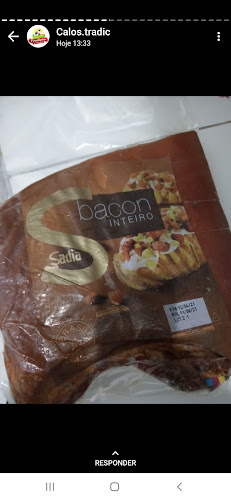 Calos.tradic
Hoje 13:33
bacon
INTEIRO
S
Sadia
RESPONDER